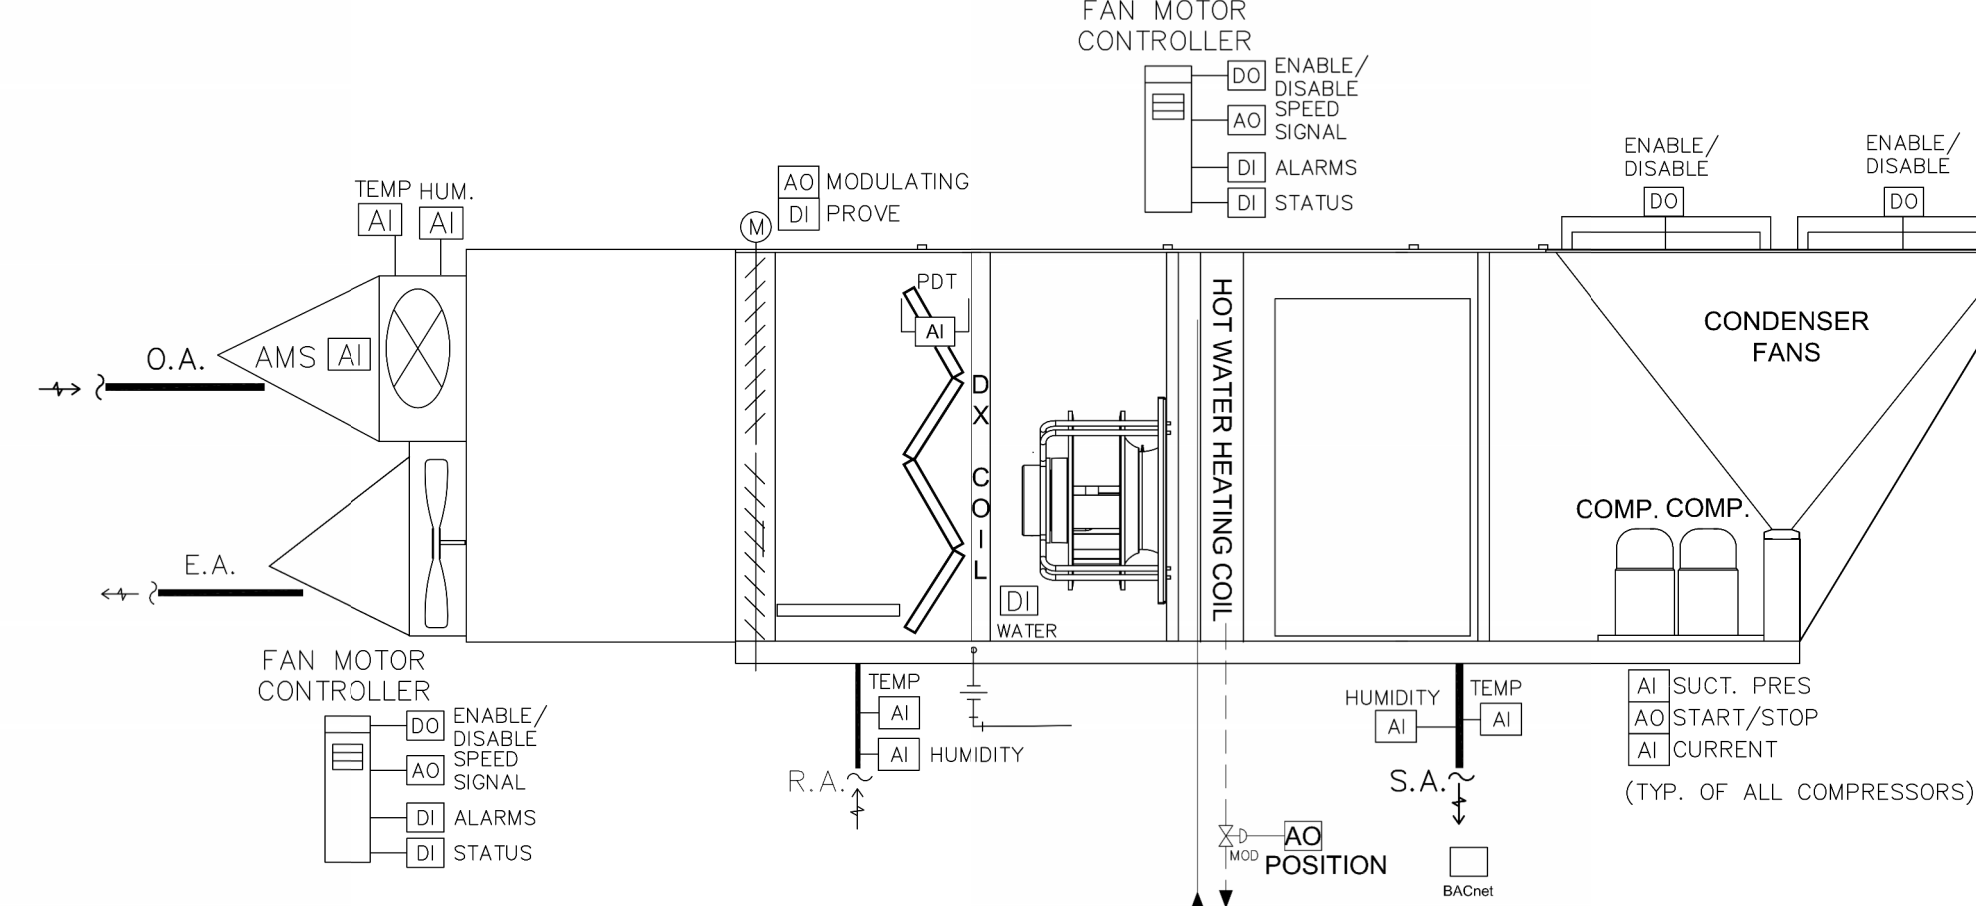 FAN MOTOR
CONTROLLER
DO ENABLE/
DISABLE
AO SPEED
SIGNAL
DI ALARMS
DI STATUS
ENABLE/
DISABLE
DO
ENABLE/
DISABLE
DO
TEMP HUM.
AI AI
AO MODULATING
DI PROVE
M
PDT
AI
O.A.
AMS AI
E.A.
DX COIL
DI
WATER
HOT WATER HEATING COIL
CONDENSER
FANS
COMP. COMP.
FAN MOTOR
CONTROLLER
DO ENABLE/
DISABLE
AO SPEED
SIGNAL
DI ALARMS
DI STATUS
TEMP
AI
AI HUMIDITY
R.A.
HUMIDITY TEMP
AI AI
S.A.
AI SUCT. PRES
AO START/STOP
AI CURRENT
(TYP. OF ALL COMPRESSORS)
AO
MOD POSITION
BACnet